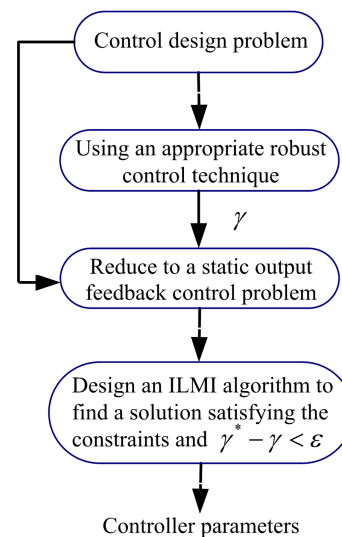 Control design problem
Using an appropriate robust
control technique
γ
Reduce to a static output
feedback control problem
Design an ILMI algorithm to
find a solution satisfying the
constraints and γ* − γ < ε
Controller parameters